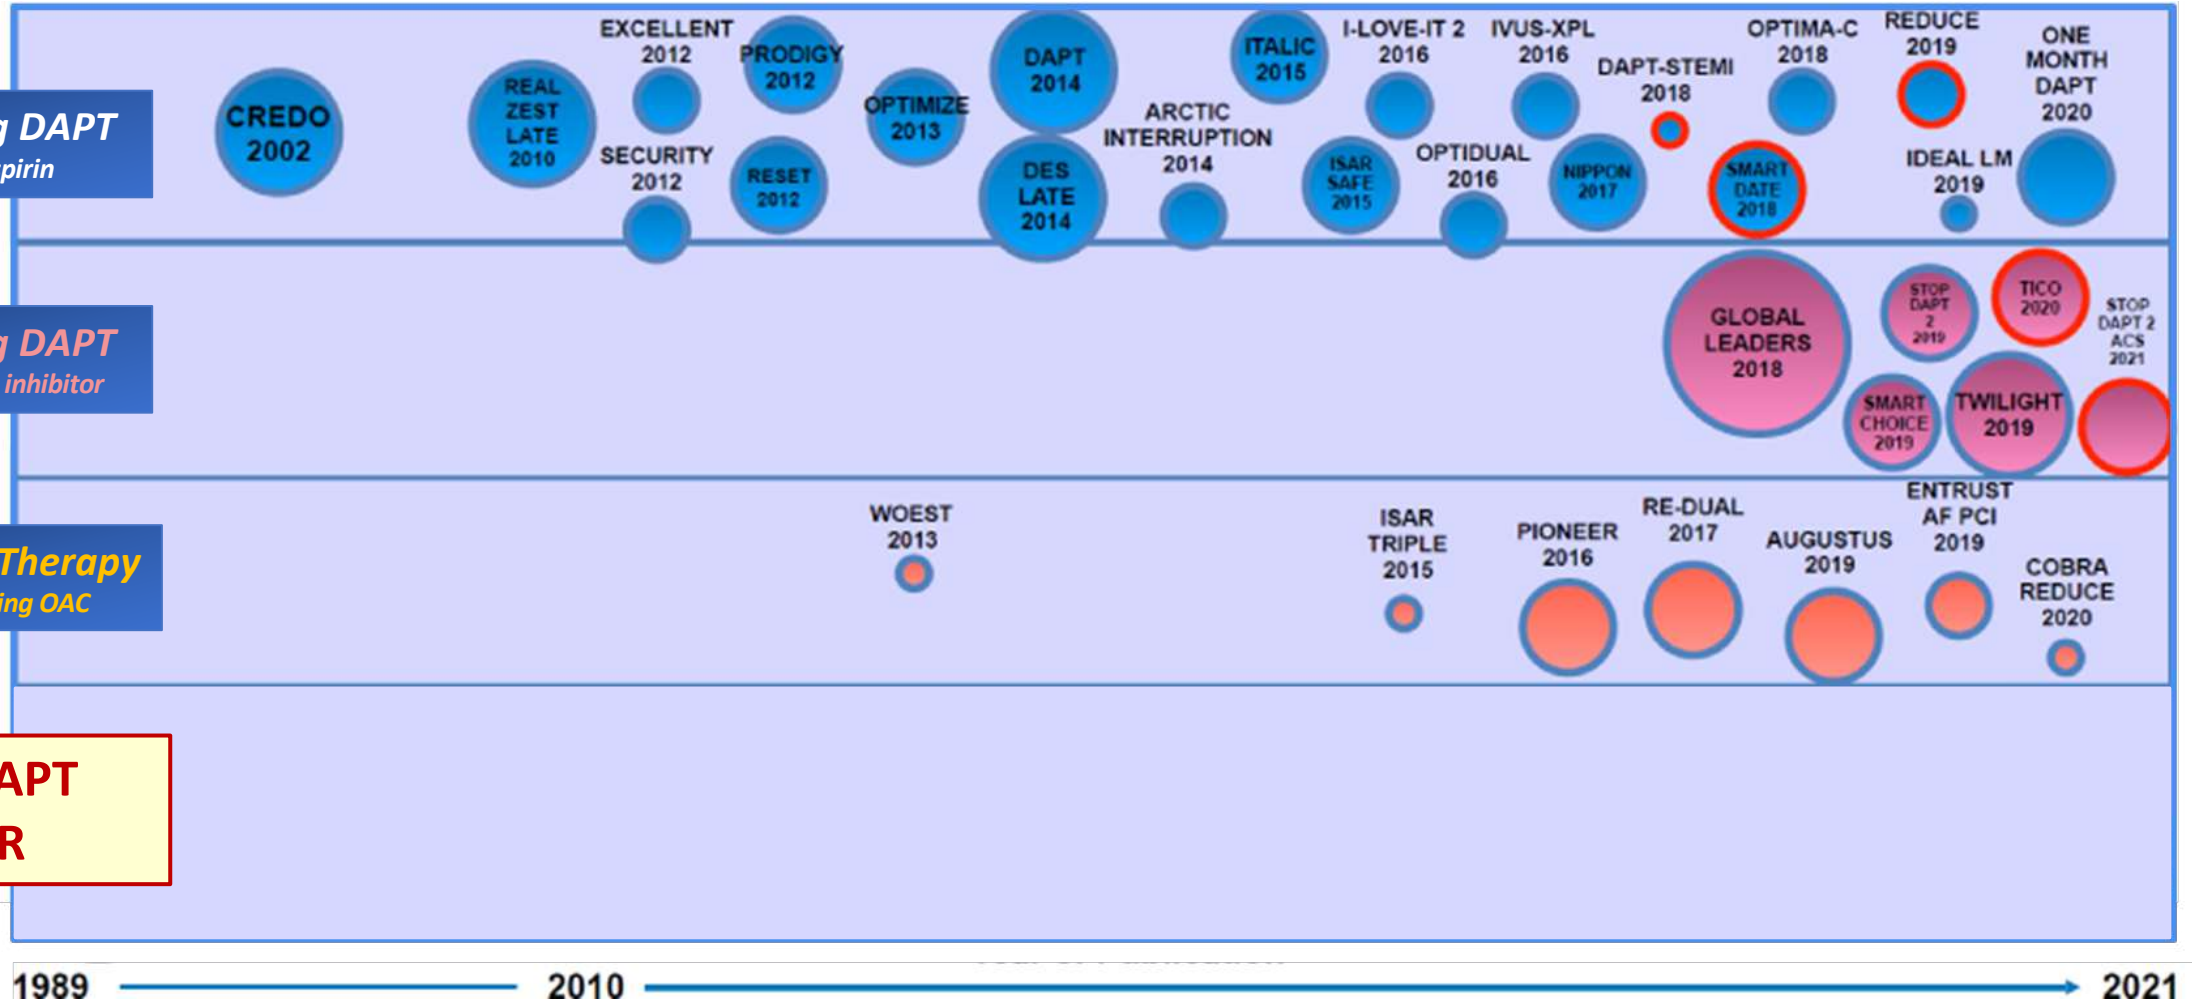 EXCELLENT
2012
PRODIGY
2012
DAPT
2014
ITALIC
2015
I-LOVE-IT 2
2016
IVUS-XPL
2016
DAPT-STEMI
2018
OPTIMA-C
2018
REDUCE
2019
ONE
MONTH
DAPT
2020
CREDO
2002
REAL
ZEST
LATE
2010
SECURITY
2012
RESET
2012
OPTIMIZE
2013
DES
LATE
2014
ARCTIC
INTERRUPTION
2014
ISAR
SAFE
2015
OPTIDUAL
2016
NIPPON
2017
SMART
DATE
2018
IDEAL LM
2019
DAPT
DAPT
inhibitor
GLOBAL
LEADERS
2018
STOP
DAPT
2
2019
TICO
2020
STOP
DAPT 2
ACS
2021
SMART
CHOICE
2019
TWILIGHT
2019
Therapy
OAC
WOEST
2013
ISAR
TRIPLE
2015
PIONEER
2016
RE-DUAL
2017
AUGUSTUS
2019
ENTRUST
AF PCI
2019
COBRA
REDUCE
2020
APT
R
1989
2010
2021